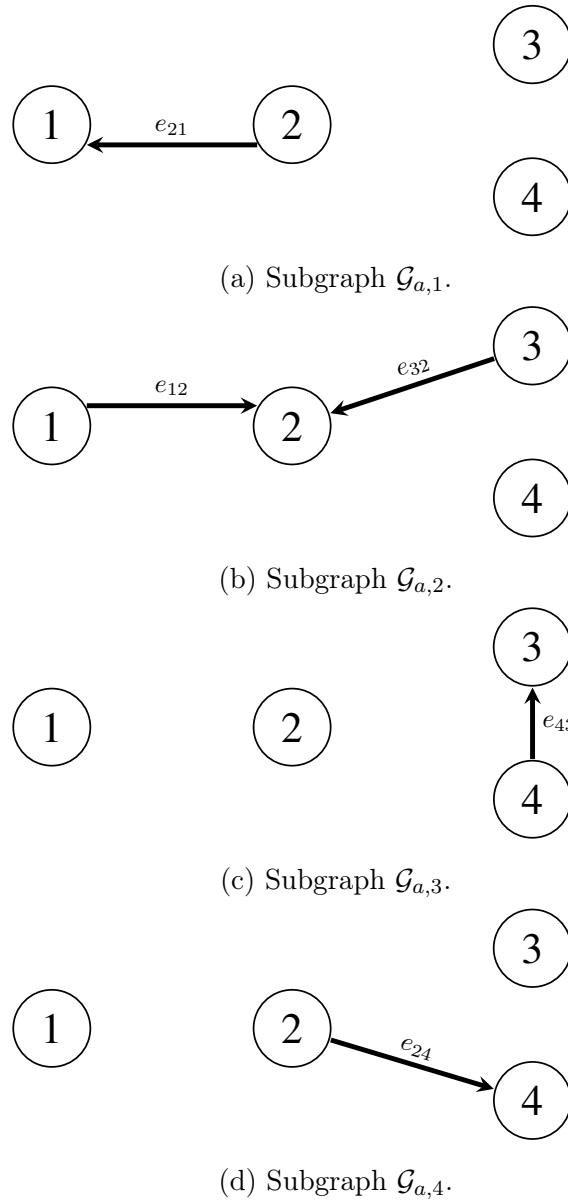 3
1 e21 2
4
(a) Subgraph 𝒢a,1.
3
e12 e32
1 2
4
(b) Subgraph 𝒢a,2.
3
1 2 e43
4
(c) Subgraph 𝒢a,3.
3
1 2 e24
4
(d) Subgraph 𝒢a,4.